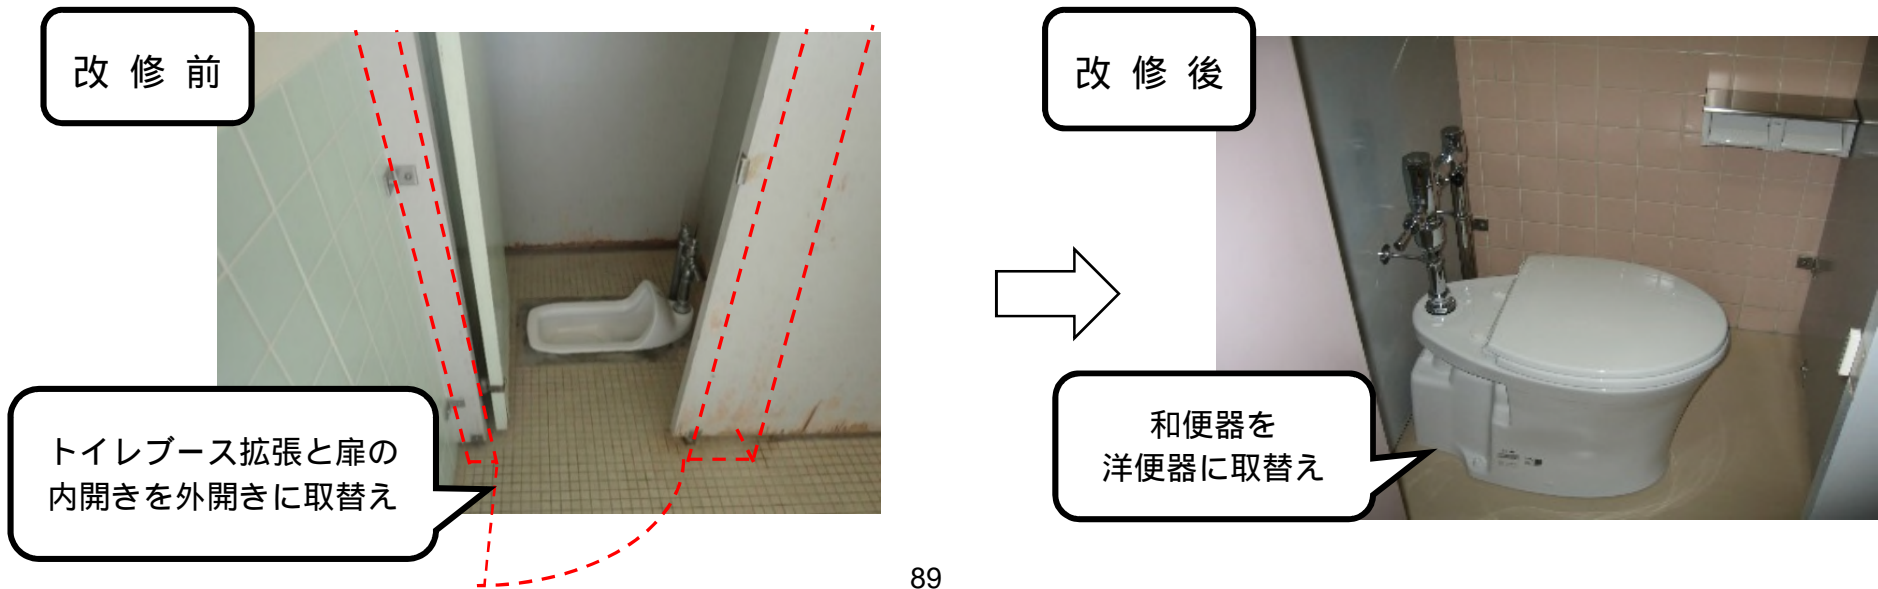 改修前
トイレブース拡張と扉の
内開きを外開きに取替え
改修後
和便器を
洋便器に取替え
89